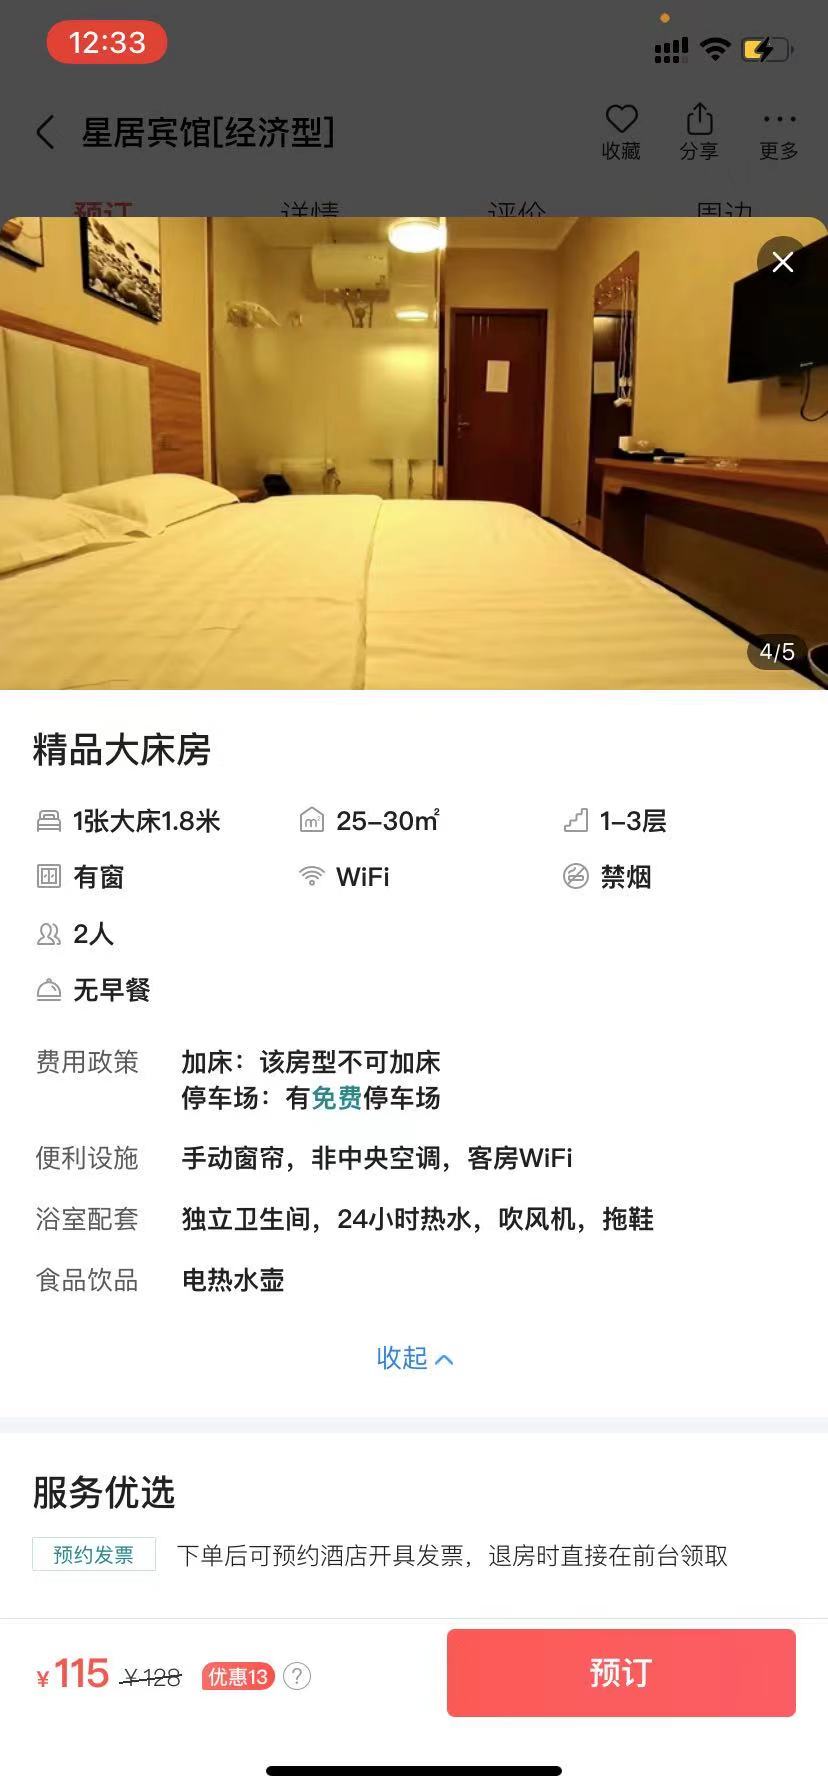 12:33
星居宾馆[经济型]
收藏
分享
更多
预订
详情
评价
周边
4/5
精品大床房
1张大床1.8米
25-30㎡
1-3层
有窗
WiFi
禁烟
2人
无早餐
费用政策
加床：该房型不可加床
停车场：有免费停车场
便利设施
手动窗帘，非中央空调，客房WiFi
浴室配套
独立卫生间，24小时热水，吹风机，拖鞋
食品饮品
电热水壶
收起
服务优选
预约发票
下单后可预约酒店开具发票，退房时直接在前台领取
¥115 ¥128 优惠13 ?
预订